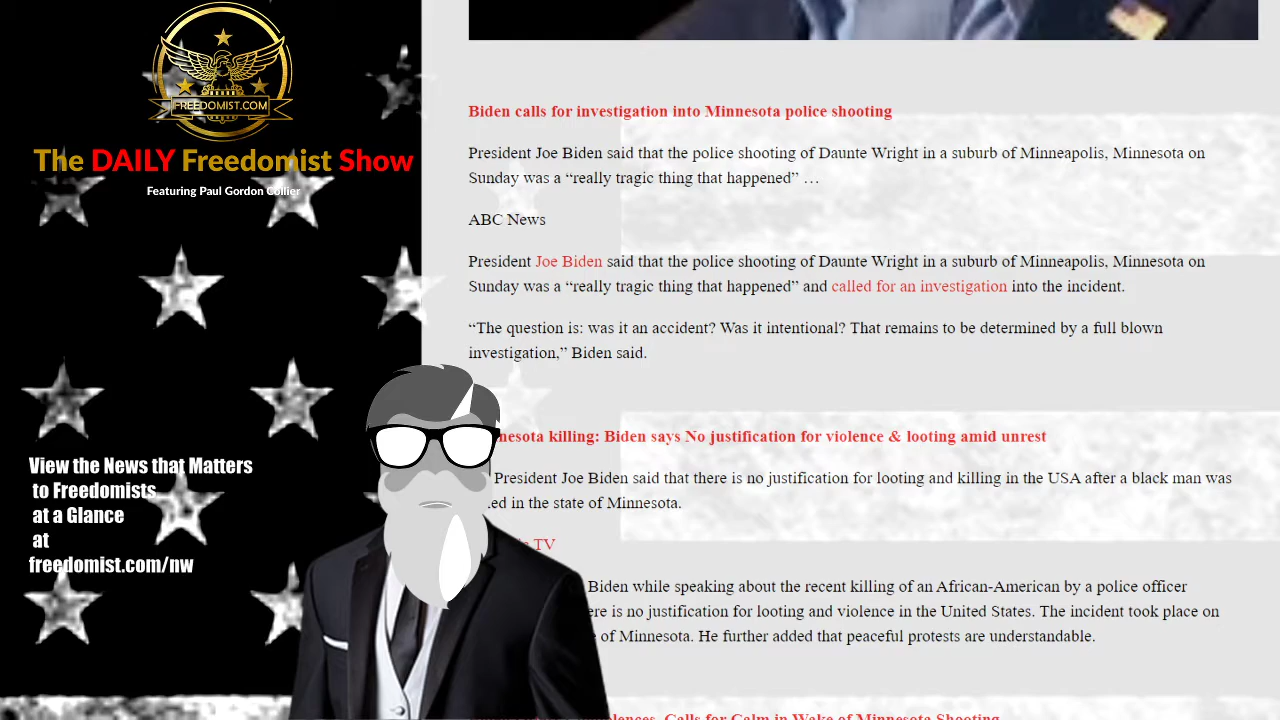 FREEDOMIST.COM
The DAILY Freedomist Show
Featuring Paul Gordon Collier
View the News that Matters
to Freedomists
at a Glance
at
freedomist.com/nw
Biden calls for investigation into Minnesota police shooting
President Joe Biden said that the police shooting of Daunte Wright in a suburb of Minneapolis, Minnesota on
Sunday was a “really tragic thing that happened” …
ABC News
President Joe Biden said that the police shooting of Daunte Wright in a suburb of Minneapolis, Minnesota on
Sunday was a “really tragic thing that happened” and called for an investigation into the incident.
“The question is: was it an accident? Was it intentional? That remains to be determined by a full blown
investigation,” Biden said.
killing: Biden says No justification for violence & looting amid unrest
President Joe Biden said that there is no justification for looting and killing in the USA after a black man was
in the state of Minnesota.
TV
Biden while speaking about the recent killing of an African-American by a police officer
is no justification for looting and violence in the United States. The incident took place on
of Minnesota. He further added that peaceful protests are understandable.
Calls for Calm in Wake of Minnesota Shooting